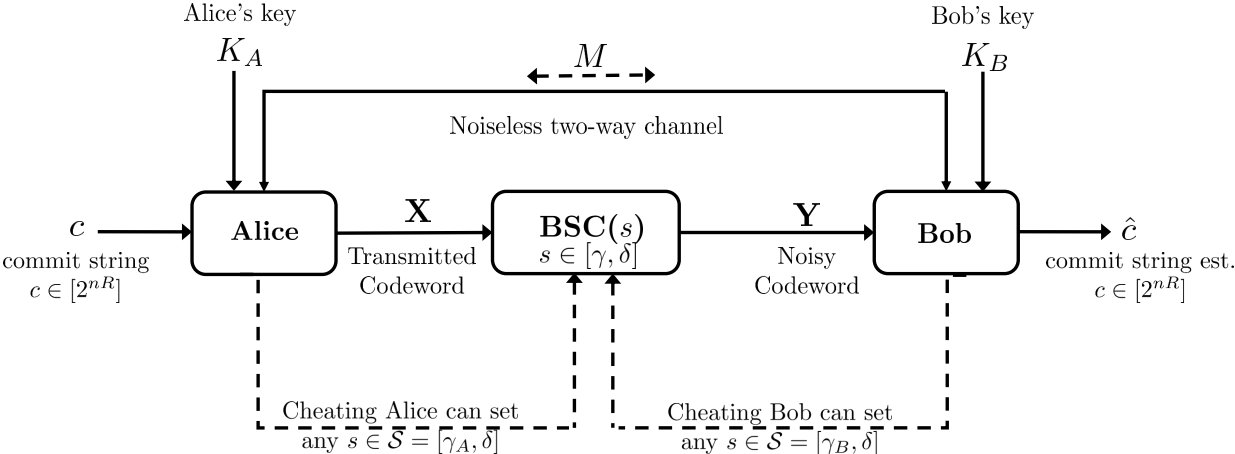 Alice's key
Bob's key
K_A
M
K_B
Noiseless two-way channel
c
commit string
c ∈ [2^{nR}]
Alice
X
Transmitted
Codeword
BSC(s)
s ∈ [γ, δ]
Y
Noisy
Codeword
Bob
ĉ
commit string est.
c ∈ [2^{nR}]
Cheating Alice can set
any s ∈ 𝒮 = [γ_A, δ]
Cheating Bob can set
any s ∈ 𝒮 = [γ_B, δ]